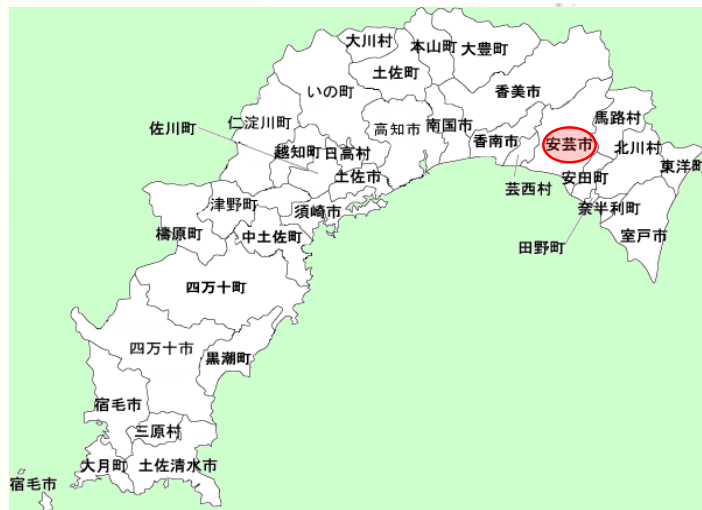 大川村
本山町
大豊町
土佐町
いの町
香美市
馬路村
仁淀川町
佐川町
高知市
南国市
香南市
安芸市
北川村
越知町
日高村
東洋町
土佐市
安田町
芸西村
津野町
須崎市
奈半利町
檮原町
中土佐町
室戸市
田野町
四万十町
四万十市
黒潮町
宿毛市
三原村
大月町
土佐清水市
宿毛市